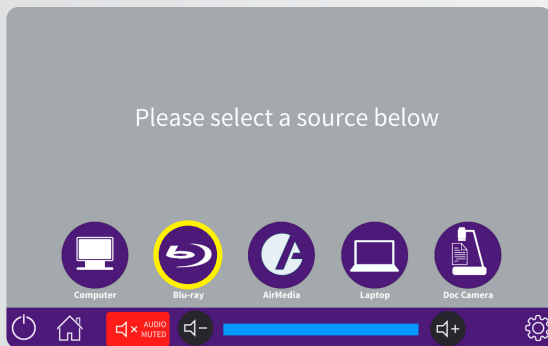 Please select a source below
Computer Blu-ray AirMedia Laptop Doc Camera
AUDIO
MUTED